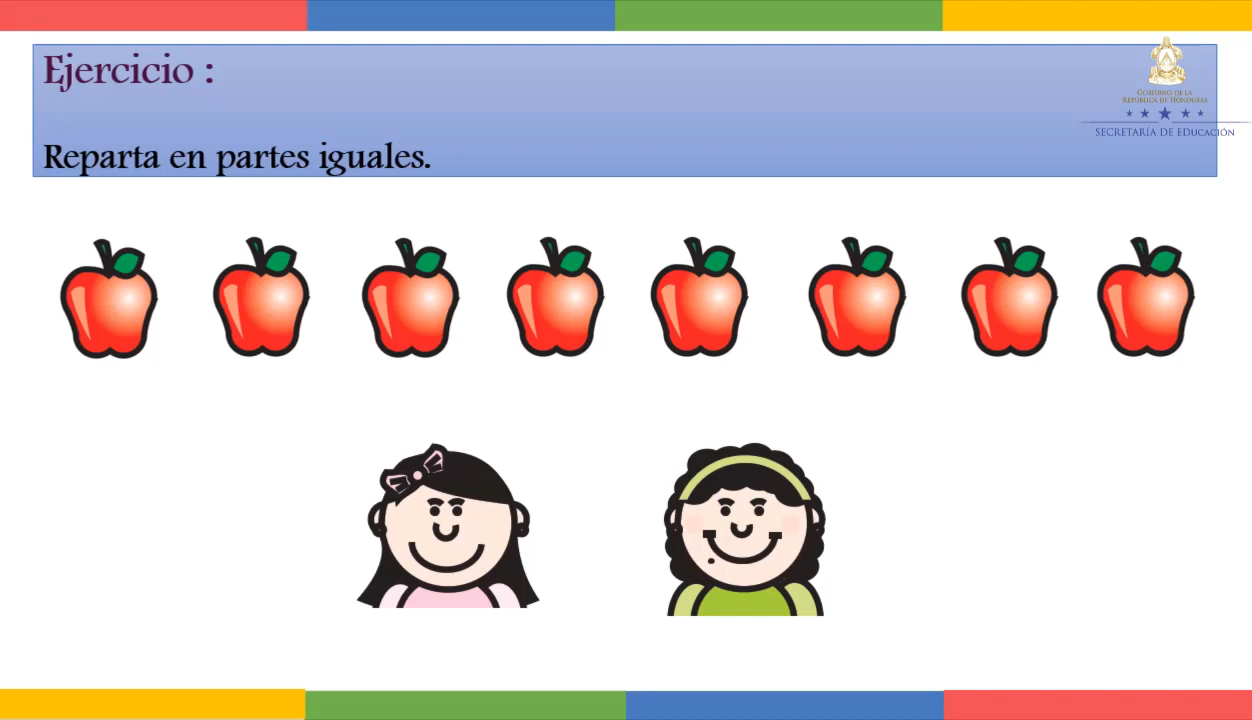 Ejercicio :
Reparta en partes iguales.
GOBIERNO DE LA
REPÚBLICA DE HONDURAS
SECRETARÍA DE EDUCACIÓN